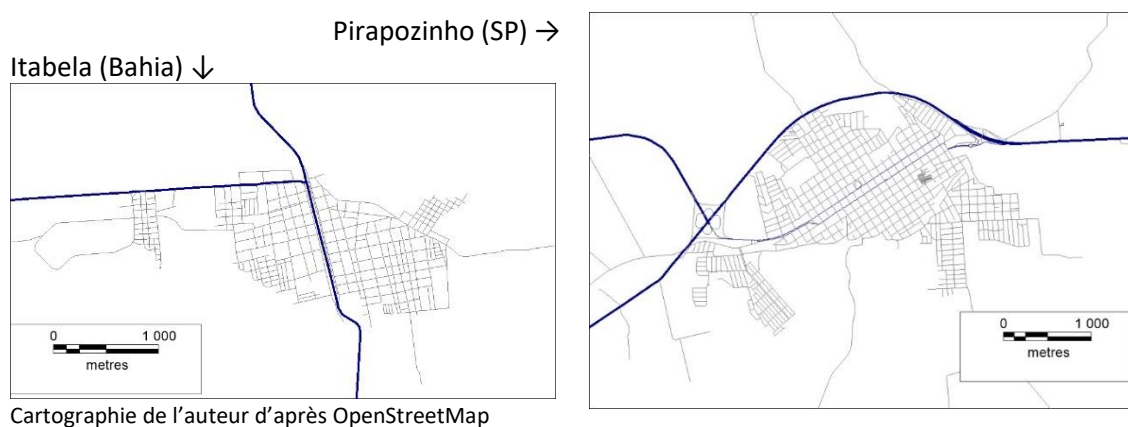 Pirapozinho (SP) →
Itabela (Bahia) ↓
0 1 000
metres
0 1 000
metres
Cartographie de l’auteur d’après OpenStreetMap